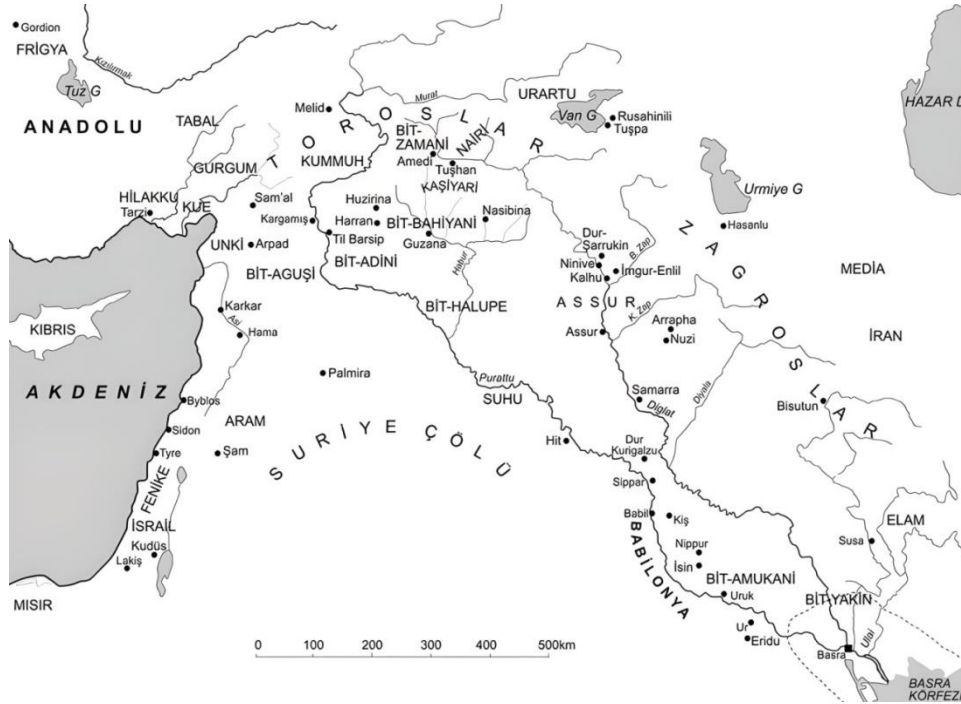 Gordion
FRİGYA
Kızılırmak
Tuz G
ANADOLU
TABAL
GURGUM
HİLAKKU
Tarzi
KUE
Melid
TOROSLAR
KUMMUH
Murat
URARTU
Van G
Rusahinili
Tuşpa
HAZAR D
BİT-
ZAMANİ
Amedi
NAİRİ
Tuşhan
KAŞİYARİ
Urmiye G
Hasanlu
Sam'al
Kargamış
Huzirina
Harran
BİT-BAHİYANİ
Nasibina
Til Barsip
Guzana
UNKİ
Arpad
BİT-AGUŞİ
BİT-ADİNİ
Habur
BİT-HALUPE
Dur-
Sarrukin
Ninive
Kalhu
İmgur-Enlil
B. Zap
ASSUR
K. Zap
Assur
Arrapha
Nuzi
ZAGROSLAR
MEDİA
İRAN
KIBRIS
Karkar
Asi
Hama
AKDENİZ
Palmira
Purattu
SUHU
Samarra
Diglat
Diyala
Bisutun
Byblos
Sidon
Tyre
ARAM
Şam
FENİKE
SURİYE ÇÖLÜ
Hit
Dur
Kurigalzu
Sippar
Babil
Kiş
BABİLONYA
Nippur
İsin
BİT-AMUKANİ
Uruk
Susa
ELAM
BİT-YAKİN
Ulai
Ur
Eridu
Basra
BASRA
KÖRFEZİ
İSRAİL
Kudüs
Lakiş
MISIR
0 100 200 300 400 500km